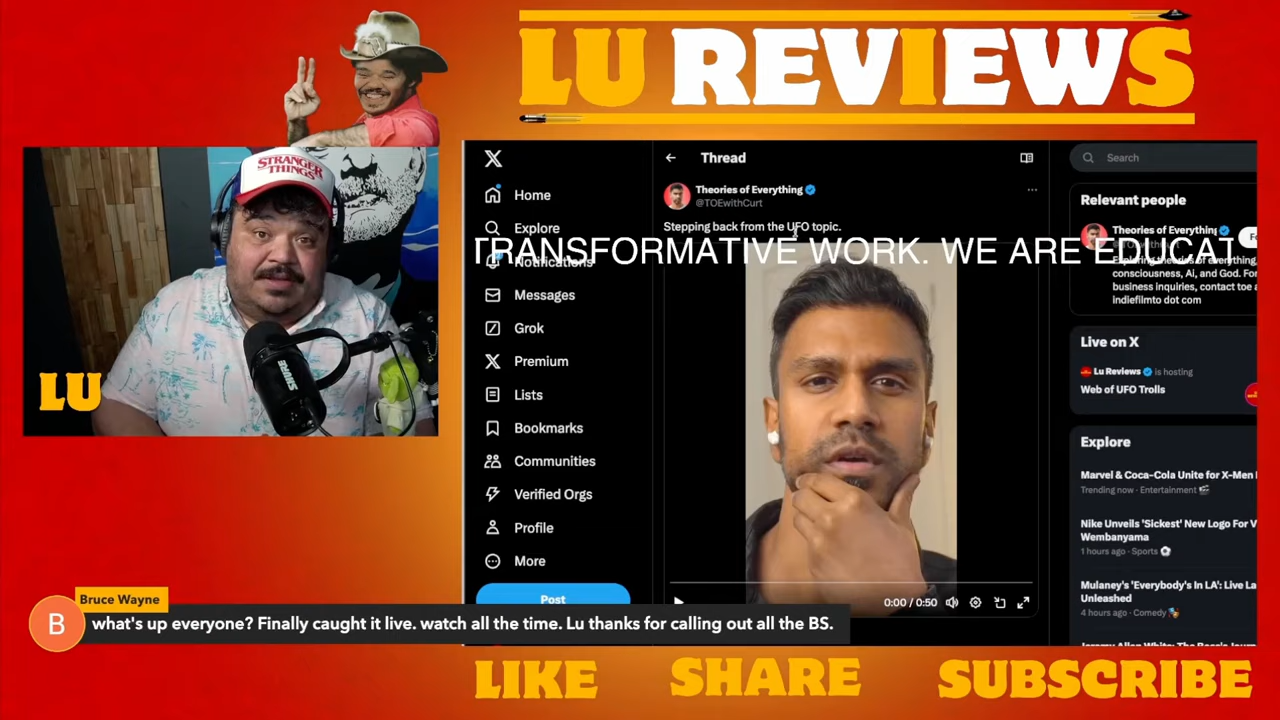 LU REVIEWS
STRANGER
THINGS
LU
SHURE
Home
Explore
Notifications
Messages
Grok
Premium
Lists
Bookmarks
Communities
Verified Orgs
Profile
More
Post
Thread
Theories of Everything
@TOEwithCurt
Stepping back from the UFO topic.
TRANSFORMATIVE WORK. WE ARE EDUCAT
0:00 / 0:50
Search
Relevant people
Theories of Everything
@TOEwithCurt
Exploring theories of everything,
consciousness, Ai, and God. For
business inquiries, contact toe a
indiefilmto dot com
Live on X
Lu Reviews is hosting
Web of UFO Trolls
Explore
Marvel & Coca-Cola Unite for X-Men
Trending now · Entertainment
Nike Unveils 'Sickest' New Logo For V
Wembanyama
1 hours ago · Sports
Mulaney's 'Everybody's In LA': Live La
Unleashed
4 hours ago · Comedy
Bruce Wayne
B
what's up everyone? Finally caught it live. watch all the time. Lu thanks for calling out all the BS.
LIKE SHARE SUBSCRIBE